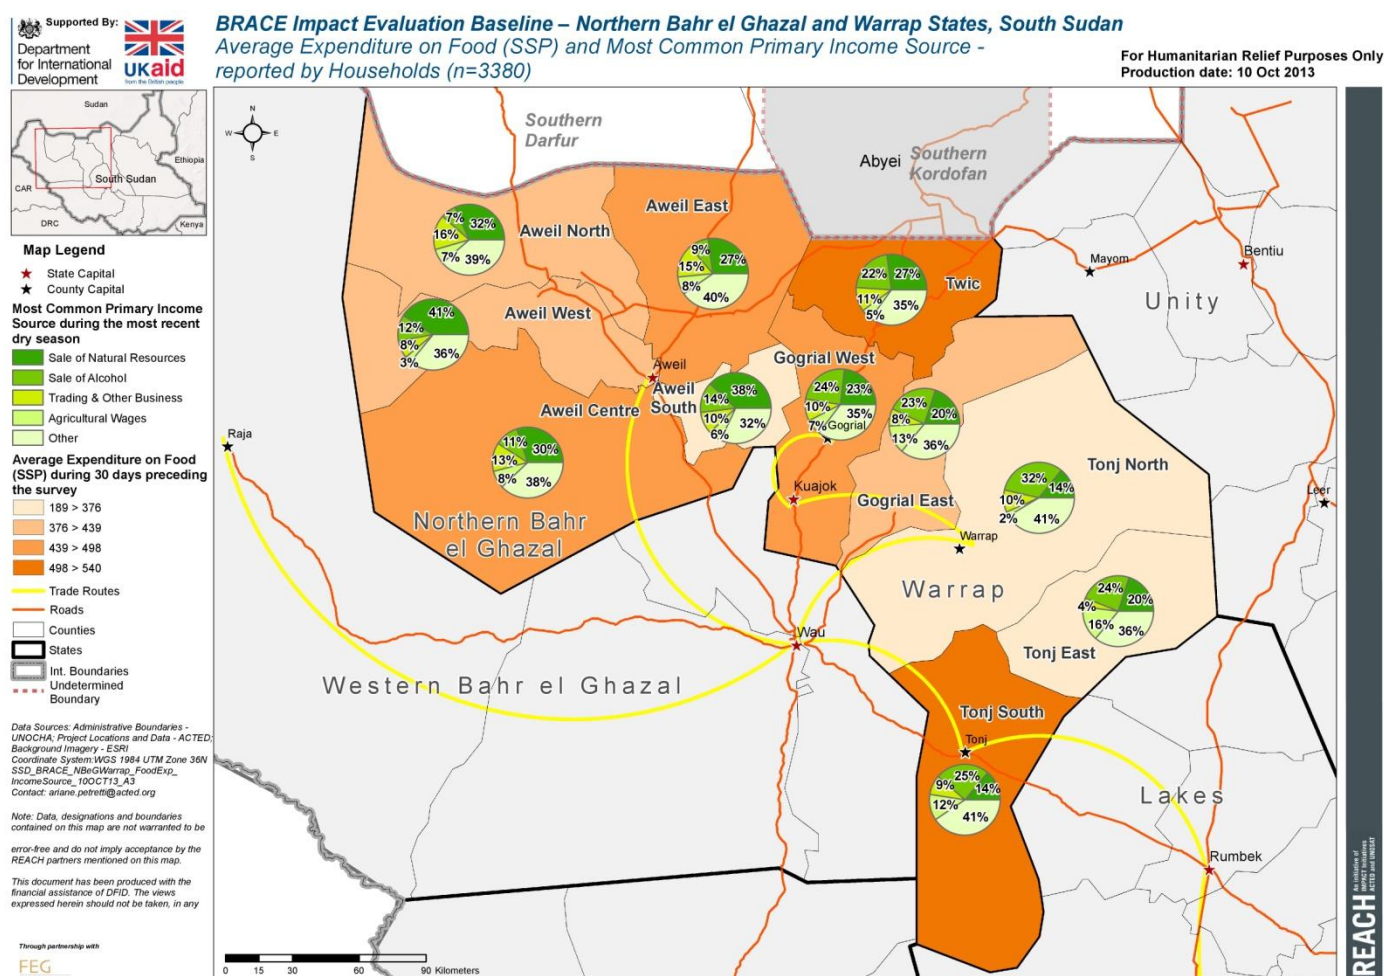 Supported By:
Department
for International
Development
UKaid
from the British people
BRACE Impact Evaluation Baseline – Northern Bahr el Ghazal and Warrap States, South Sudan
Average Expenditure on Food (SSP) and Most Common Primary Income Source -
reported by Households (n=3380)
For Humanitarian Relief Purposes Only
Production date: 10 Oct 2013
Sudan
Ethiopia
South Sudan
CAR
DRC
Kenya
Map Legend
State Capital
County Capital
Most Common Primary Income
Source during the most recent
dry season
Sale of Natural Resources
Sale of Alcohol
Trading & Other Business
Agricultural Wages
Other
Average Expenditure on Food
(SSP) during 30 days preceding
the survey
189 > 376
376 > 439
439 > 498
498 > 540
Trade Routes
Roads
Counties
States
Int. Boundaries
Undetermined
Boundary
Data Sources: Administrative Boundaries -
UNOCHA; Project Locations and Data - ACTED;
Background Imagery - ESRI
Coordinate System:WGS 1984 UTM Zone 36N
SSD_BRACE_NBeGWarrap_FoodExp_
IncomeSource_10OCT13_A3
Contact: ariane.petretti@acted.org
Note: Data, designations and boundaries
contained on this map are not warranted to be
error-free and do not imply acceptance by the
REACH partners mentioned on this map.
This document has been produced with the
financial assistance of DFID. The views
expressed herein should not be taken, in any
Through partnership with
FEG
N
W E
S
Southern
Darfur
Abyei
Southern
Kordofan
Aweil East
Aweil North
7% 32%
16%
7% 39%
9% 27%
15%
8% 40%
22% 27%
11% 35%
5%
Twic
Mayom
Bentiu
Unity
Aweil West
41%
12%
8% 36%
3%
Gogrial West
Aweil
Aweil
South
Aweil Centre
38%
14%
10% 32%
6%
24% 23%
10% 35%
7% Gogrial
23% 20%
8%
13% 36%
Raja
11% 30%
13%
8% 38%
Tonj North
32% 14%
10%
2% 41%
Leer
Kuajok
Gogrial East
Northern Bahr
el Ghazal
Warrap
Warrap
24% 20%
4%
16% 36%
Tonj East
Wau
Western Bahr el Ghazal
Tonj South
Tonj
25%
9% 14%
12% 41%
Lakes
Rumbek
0 15 30 60 90 Kilometers
REACH
An initiative of
IMPACT Initiatives
ACTED and UNOSAT